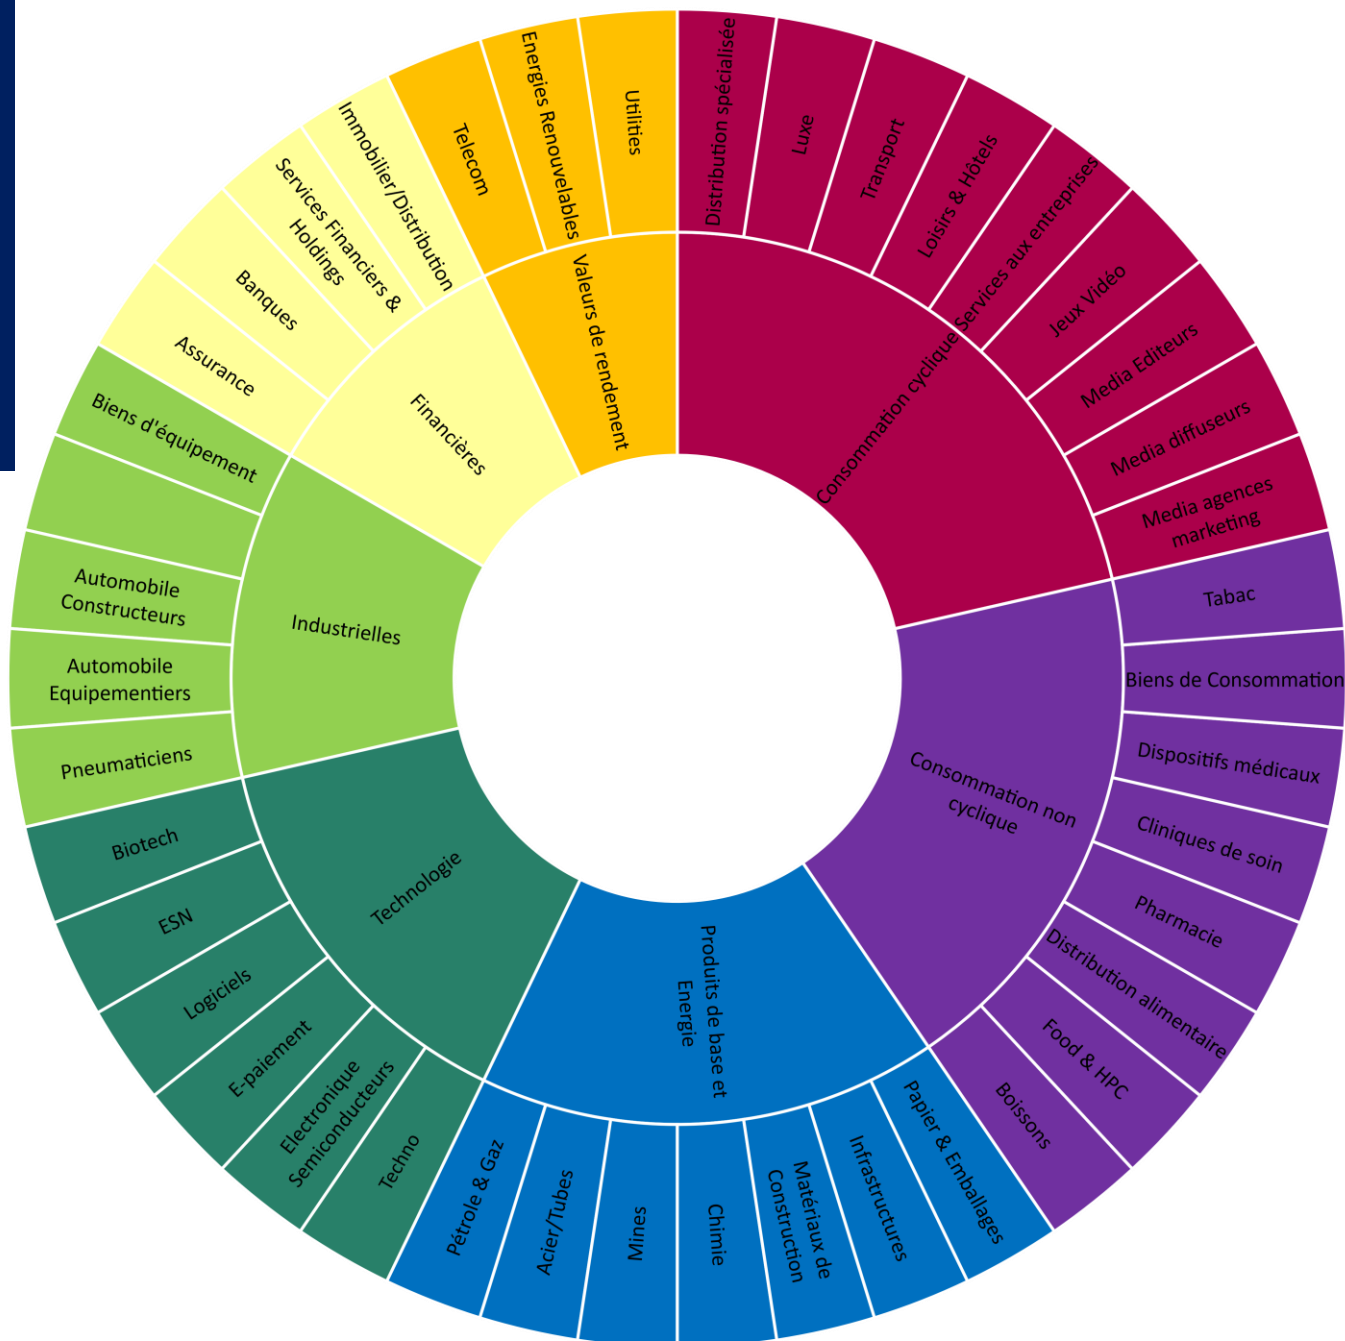 Distribution spécialisée
Luxe
Transport
Loisirs & Hôtels
Services aux entreprises
Jeux Vidéo
Media Editeurs
Media diffuseurs
Media agences
marketing
Consommation cyclique
Tabac
Biens de Consommation
Dispositifs médicaux
Cliniques de soin
Pharmacie
Distribution alimentaire
Food & HPC
Boissons
Consommation non
cyclique
Papier & Emballages
Infrastructures
Matériaux de
Construction
Chimie
Mines
Acier/Tubes
Pétrole & Gaz
Produits de base et
Energie
Techno
Electronique
Semiconducteurs
E-paiement
Logiciels
ESN
Biotech
Technologie
Pneumaticiens
Automobile
Equipementiers
Automobile
Constructeurs
Biens d'équipement
Industrielles
Assurance
Banques
Services Financiers &
Holdings
Immobilier/Distribution
Financières
Telecom
Energies Renouvelables
Utilities
Valeurs de rendement